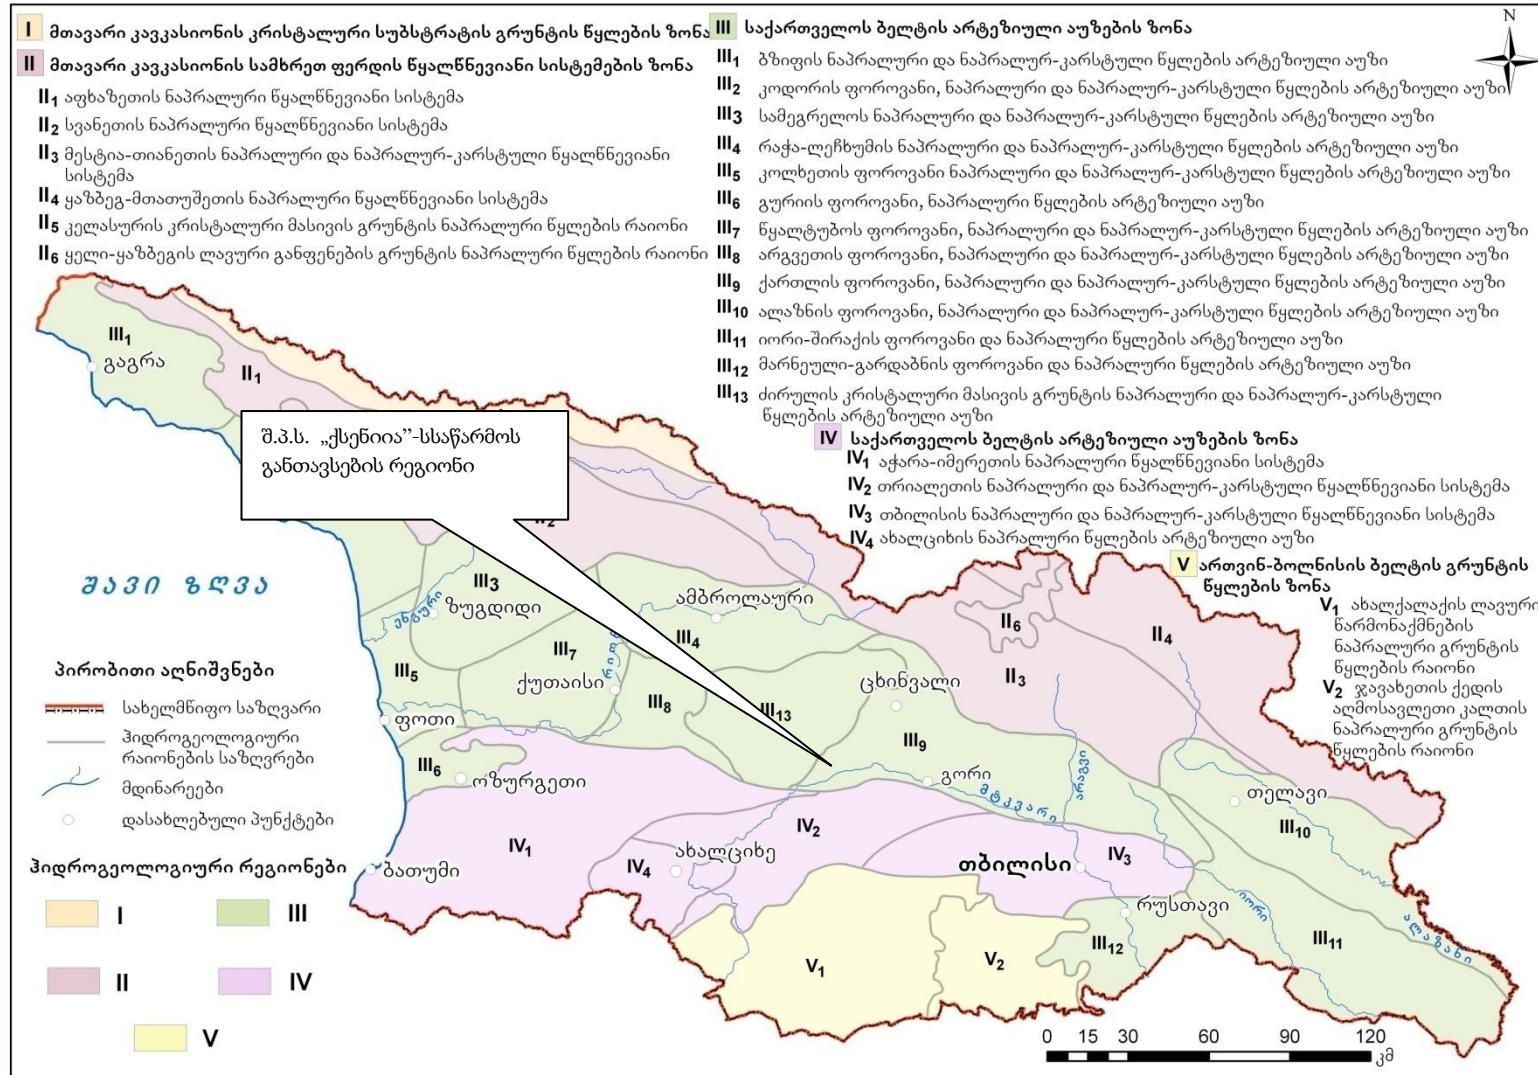 I მთავარი კავკასიონის კრისტალური სუბსტრატის გრუნტის წყლების ზონა
II მთავარი კავკასიონის სამხრეთ ფერდის წყალწნევიანი სისტემების ზონა
II1 აფხაზეთის ნაპრალური წყალწნევიანი სისტემა
II2 სვანეთის ნაპრალური წყალწნევიანი სისტემა
II3 მესტია-თიანეთის ნაპრალური და ნაპრალურ-კარსტული წყალწნევიანი
სისტემა
II4 ყაზბეგ-მთათუშეთის ნაპრალური წყალწნევიანი სისტემა
II5 კელასურის კრისტალური მასივის გრუნტის ნაპრალური წყლების რაიონი
II6 ყელი-ყაზბეგის ლავური განფენების გრუნტის ნაპრალური წყლების რაიონი
III საქართველოს ბელტის არტეზიული აუზების ზონა
III1 ბზიფის ნაპრალური და ნაპრალურ-კარსტული წყლების არტეზიული აუზი
III2 კოდორის ფოროვანი, ნაპრალური და ნაპრალურ-კარსტული წყლების არტეზიული აუზი
III3 სამეგრელოს ნაპრალური და ნაპრალურ-კარსტული წყლების არტეზიული აუზი
III4 რაჭა-ლეჩხუმის ნაპრალური და ნაპრალურ-კარსტული წყლების არტეზიული აუზი
III5 კოლხეთის ფოროვანი ნაპრალური და ნაპრალურ-კარსტული წყლების არტეზიული აუზი
III6 გურიის ფოროვანი, ნაპრალური წყლების არტეზიული აუზი
III7 წყალტუბოს ფოროვანი, ნაპრალური და ნაპრალურ-კარსტული წყლების არტეზიული აუზი
III8 არგვეთის ფოროვანი, ნაპრალური და ნაპრალურ-კარსტული წყლების არტეზიული აუზი
III9 ქართლის ფოროვანი, ნაპრალური და ნაპრალურ-კარსტული წყლების არტეზიული აუზი
III10 ალაზნის ფოროვანი, ნაპრალური და ნაპრალურ-კარსტული წყლების არტეზიული აუზი
III11 იორი-შირაქის ფოროვანი და ნაპრალური წყლების არტეზიული აუზი
III12 მარნეული-გარდაბნის ფოროვანი და ნაპრალური წყლების არტეზიული აუზი
III13 ძირულის კრისტალური მასივის გრუნტის ნაპრალური და ნაპრალურ-კარსტული
წყლების არტეზიული აუზი
IV საქართველოს ბელტის არტეზიული აუზების ზონა
IV1 აჭარა-იმერეთის ნაპრალური წყალწნევიანი სისტემა
IV2 თრიალეთის ნაპრალური და ნაპრალურ-კარსტული წყალწნევიანი სისტემა
IV3 თბილისის ნაპრალური და ნაპრალურ-კარსტული წყალწნევიანი სისტემა
IV4 ახალციხის ნაპრალური წყლების არტეზიული აუზი
V ართვინ-ბოლნისის ბელტის გრუნტის
წყლების ზონა
V1 ახალქალაქის ლავური
წარმონაქმნების
ნაპრალური გრუნტის
წყლების რაიონი
V2 ჯავახეთის ქედის
აღმოსავლეთი კალთის
ნაპრალური გრუნტის
წყლების რაიონი
N
შ.პ.ს. „ქსენიია”-სსაწარმოს
განთავსების რეგიონი
III1
გაგრა
II1
შავი ზღვა
III3
ენგური
ზუგდიდი
ამბროლაური
III4
III7
ქუთაისი
III5
ფოთი
III8
III13
ცხინვალი
III9
გორი
მტკვარი
არაგვი
II6
II4
II3
თელავი
III10
III6
ოზურგეთი
IV1
ბათუმი
IV4
ახალციხე
IV2
თბილისი
IV3
რუსთავი
იორი
ალაზანი
III11
III12
V1
V2
პირობითი აღნიშვნები
სახელმწიფო საზღვარი
ჰიდროგეოლოგიური
რაიონების საზღვრები
მდინარეები
დასახლებული პუნქტები
ჰიდროგეოლოგიური რეგიონები
I III
II IV
V
0 15 30 60 90 120
კმ